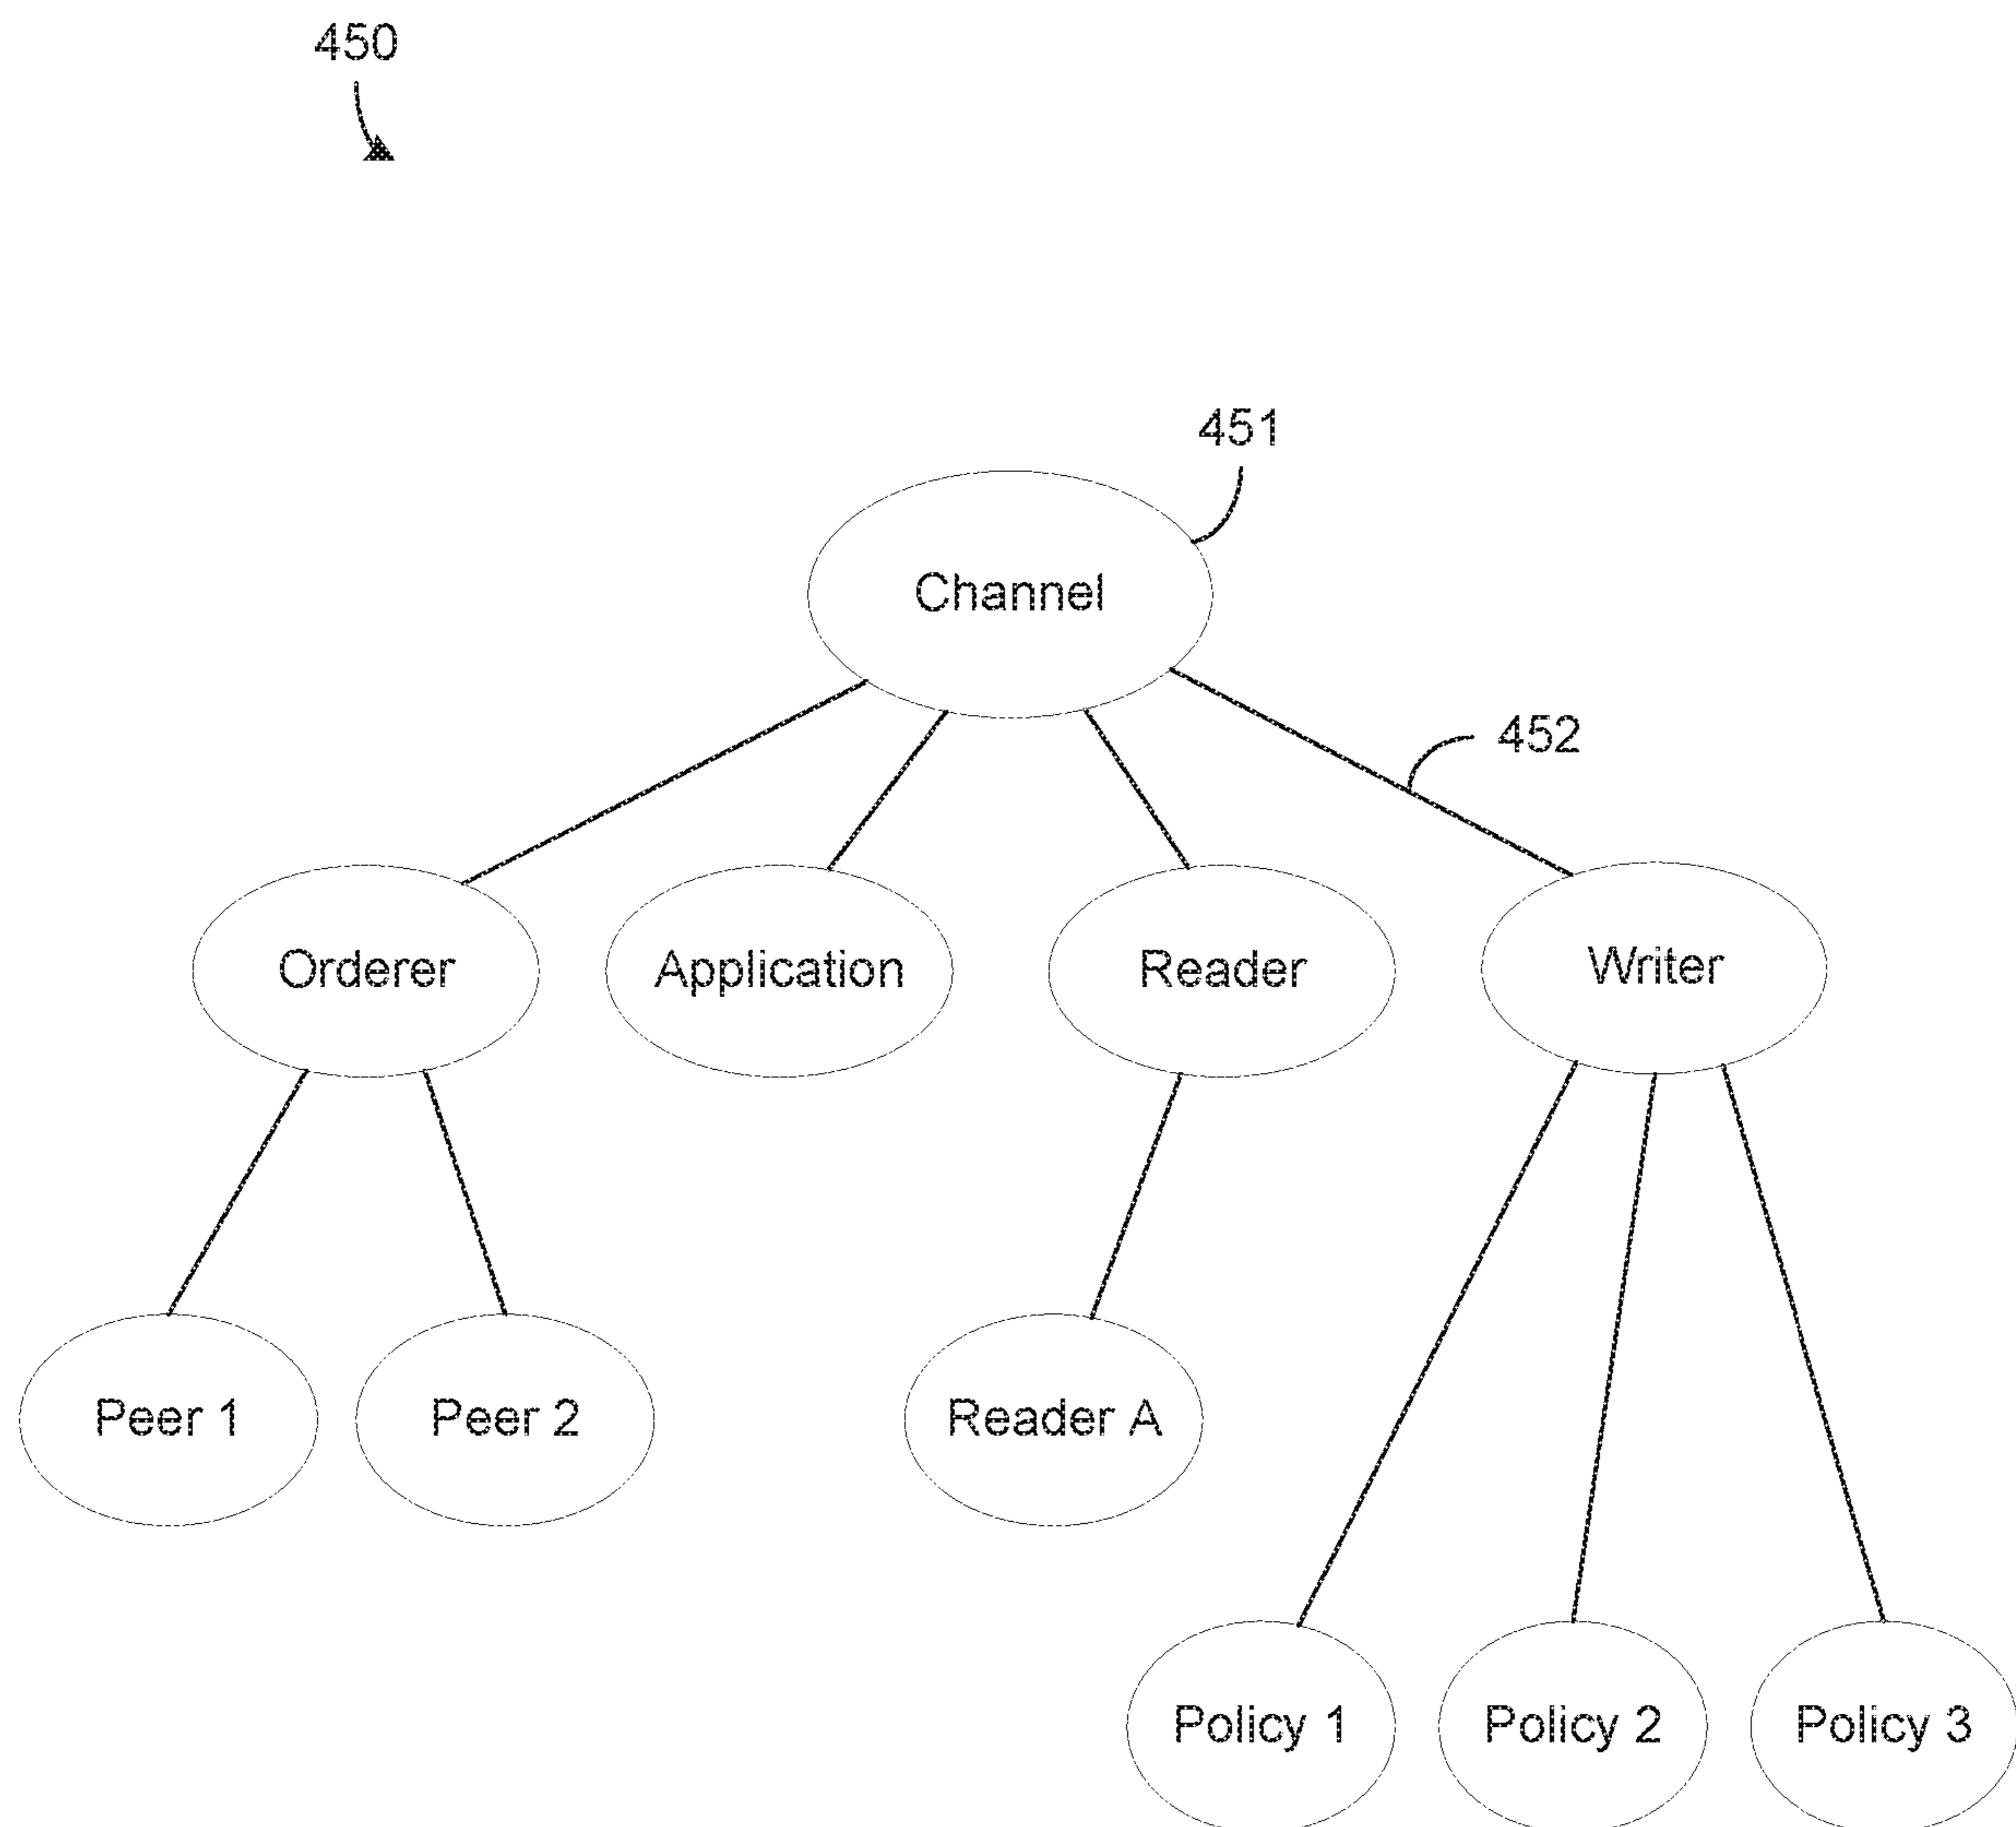 450
451
Channel
452
Orderer
Application
Reader
Writer
Peer 1
Peer 2
Reader A
Policy 1
Policy 2
Policy 3